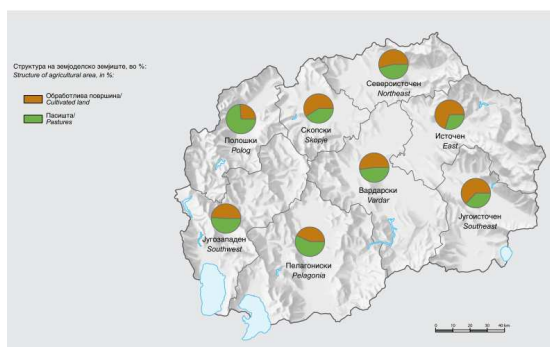 Структура на земјоделско земјиште, во %:
Structure of agricultural area, in %:
Обработлива површина/
Cultivated land
Пасишта/
Pastures
Североисточен
Northeast
Полошки
Polog
Скопски
Skopje
Источен
East
Вардарски
Vardar
Југоисточен
Southeast
Југозападен
Southwest
Пелагониски
Pelagonia
0 10 20 30 40 km